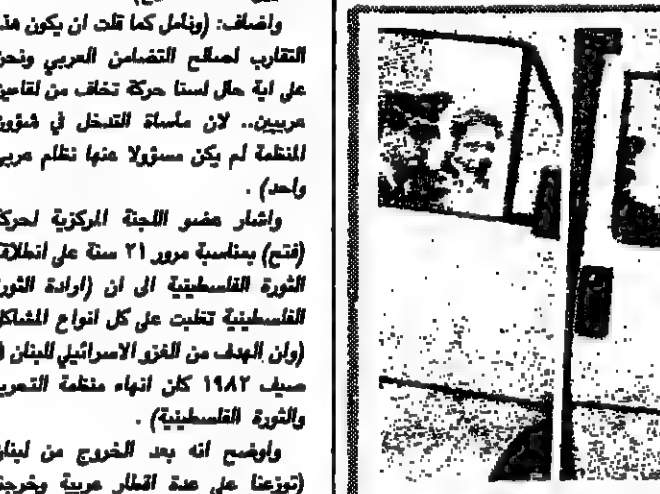 واضاف: (ونأمل كما قلت ان يكون هذا
التقارب لصالح التضامن العربي ونحن
على اية حال لسنا حركة تخاف من لقاءين
عربيين.. لان مأساة التدخل في شؤون
المنظمة لم يكن مسؤولا عنها نظام عربي
واحد) .
واشار عضو اللجنة المركزية لحركة
(فتح) بمناسبة مرور ٢١ سنة على انطلاقة
الثورة الفلسطينية الى ان (ارادة الثورة
الفلسطينية تغلبت على كل انواع المشاكل
(وأن الهدف من الغزو الاسرائيلي للبنان في
صيف ١٩٨٢ كان انهاء منظمة التحرير
والثورة الفلسطينية) .
واوضح انه بعد الخروج من لبنان
(توزعنا على عدة اقطار عربية وخرجنا